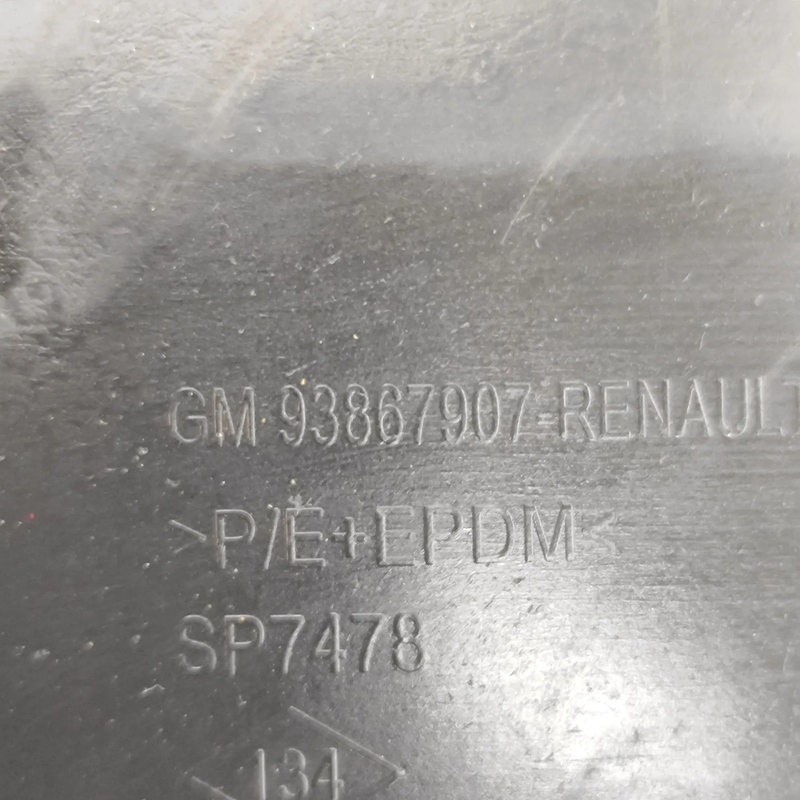 GM 93867907-RENAULT
>P/E+EPDM<
SP7478
134